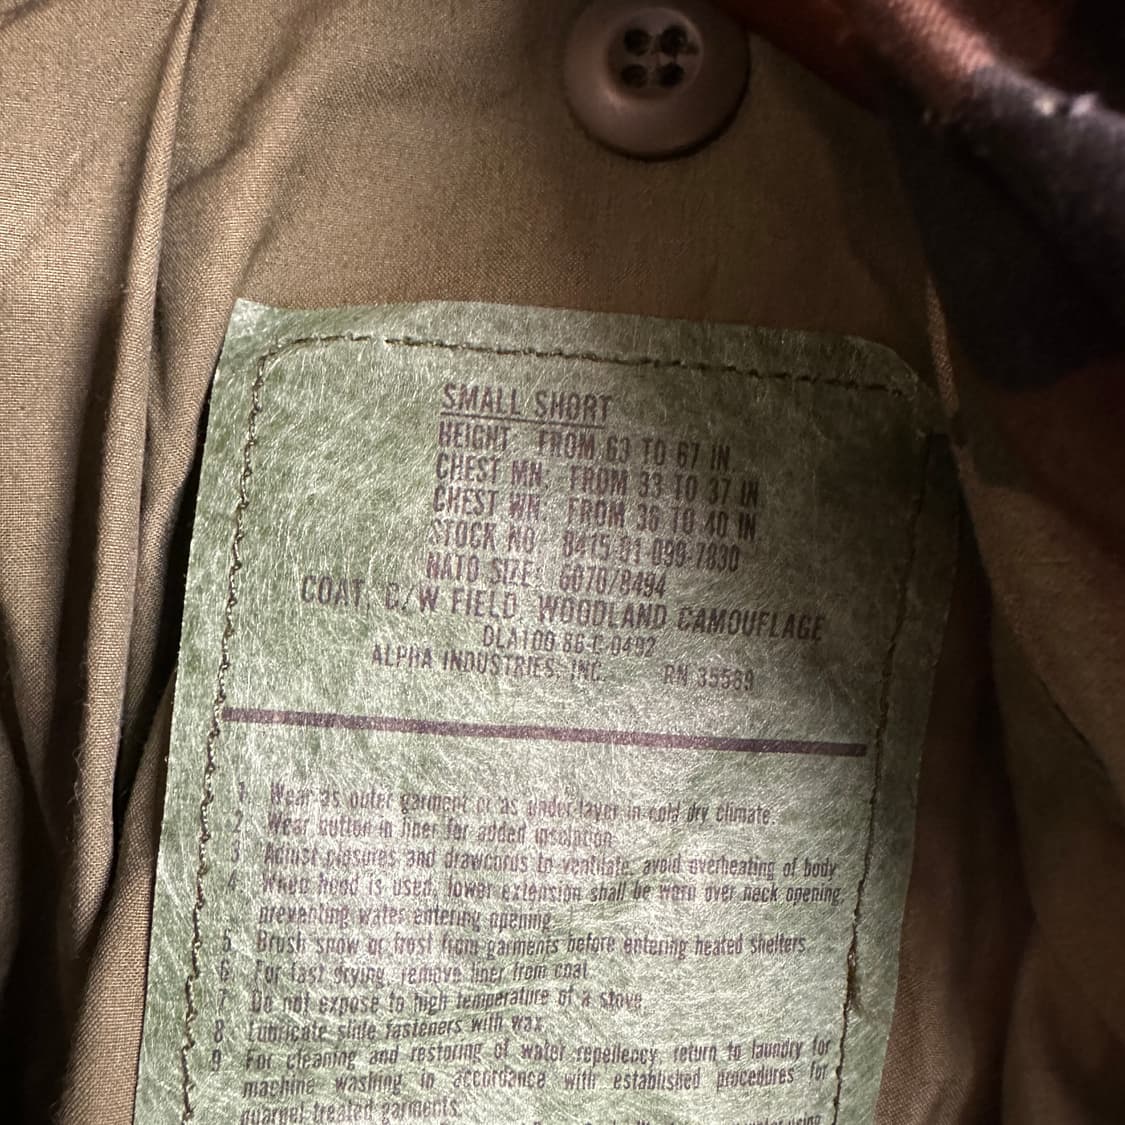 SMALL SHORT
HEIGHT: FROM 63 TO 67 IN.
CHEST MN: FROM 33 TO 37 IN
CHEST WN: FROM 36 TO 40 IN
STOCK NO: 8415-01-099-7830
NATO SIZE: 6070/8494
COAT, C/W FIELD, WOODLAND CAMOUFLAGE
DLA100-86-C-0492
ALPHA INDUSTRIES, INC. RN 35589
1. Wear as outer garment or as under layer in cold dry climate.
2. Wear button in liner for added insulation.
3. Adjust closures and drawcords to ventilate, avoid overheating of body.
4. When hood is used, lower extension shall be worn over neck opening,
preventing water entering opening.
5. Brush snow or frost from garments before entering heated shelters.
6. For fast drying, remove liner from coat.
7. Do not expose to high temperature of a stove.
8. Lubricate slide fasteners with wax.
9. For cleaning and restoring of water repellency, return to laundry for
machine washing in accordance with established procedures for
quarpel treated garments.